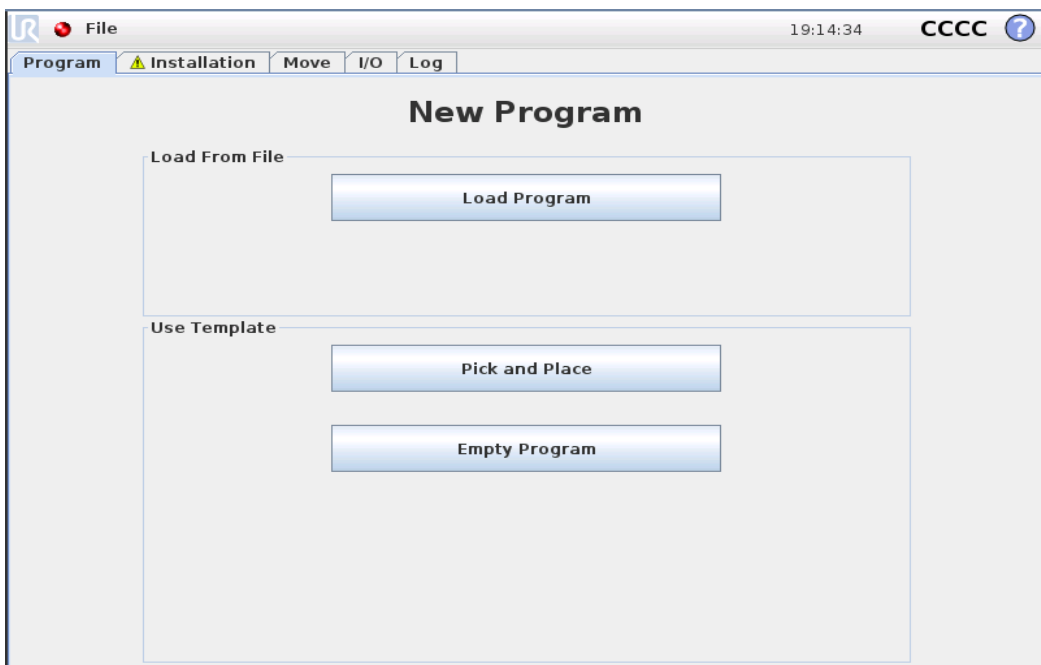 UR File 19:14:34 CCCC ?
Program Installation Move I/O Log
New Program
Load From File
Load Program
Use Template
Pick and Place
Empty Program